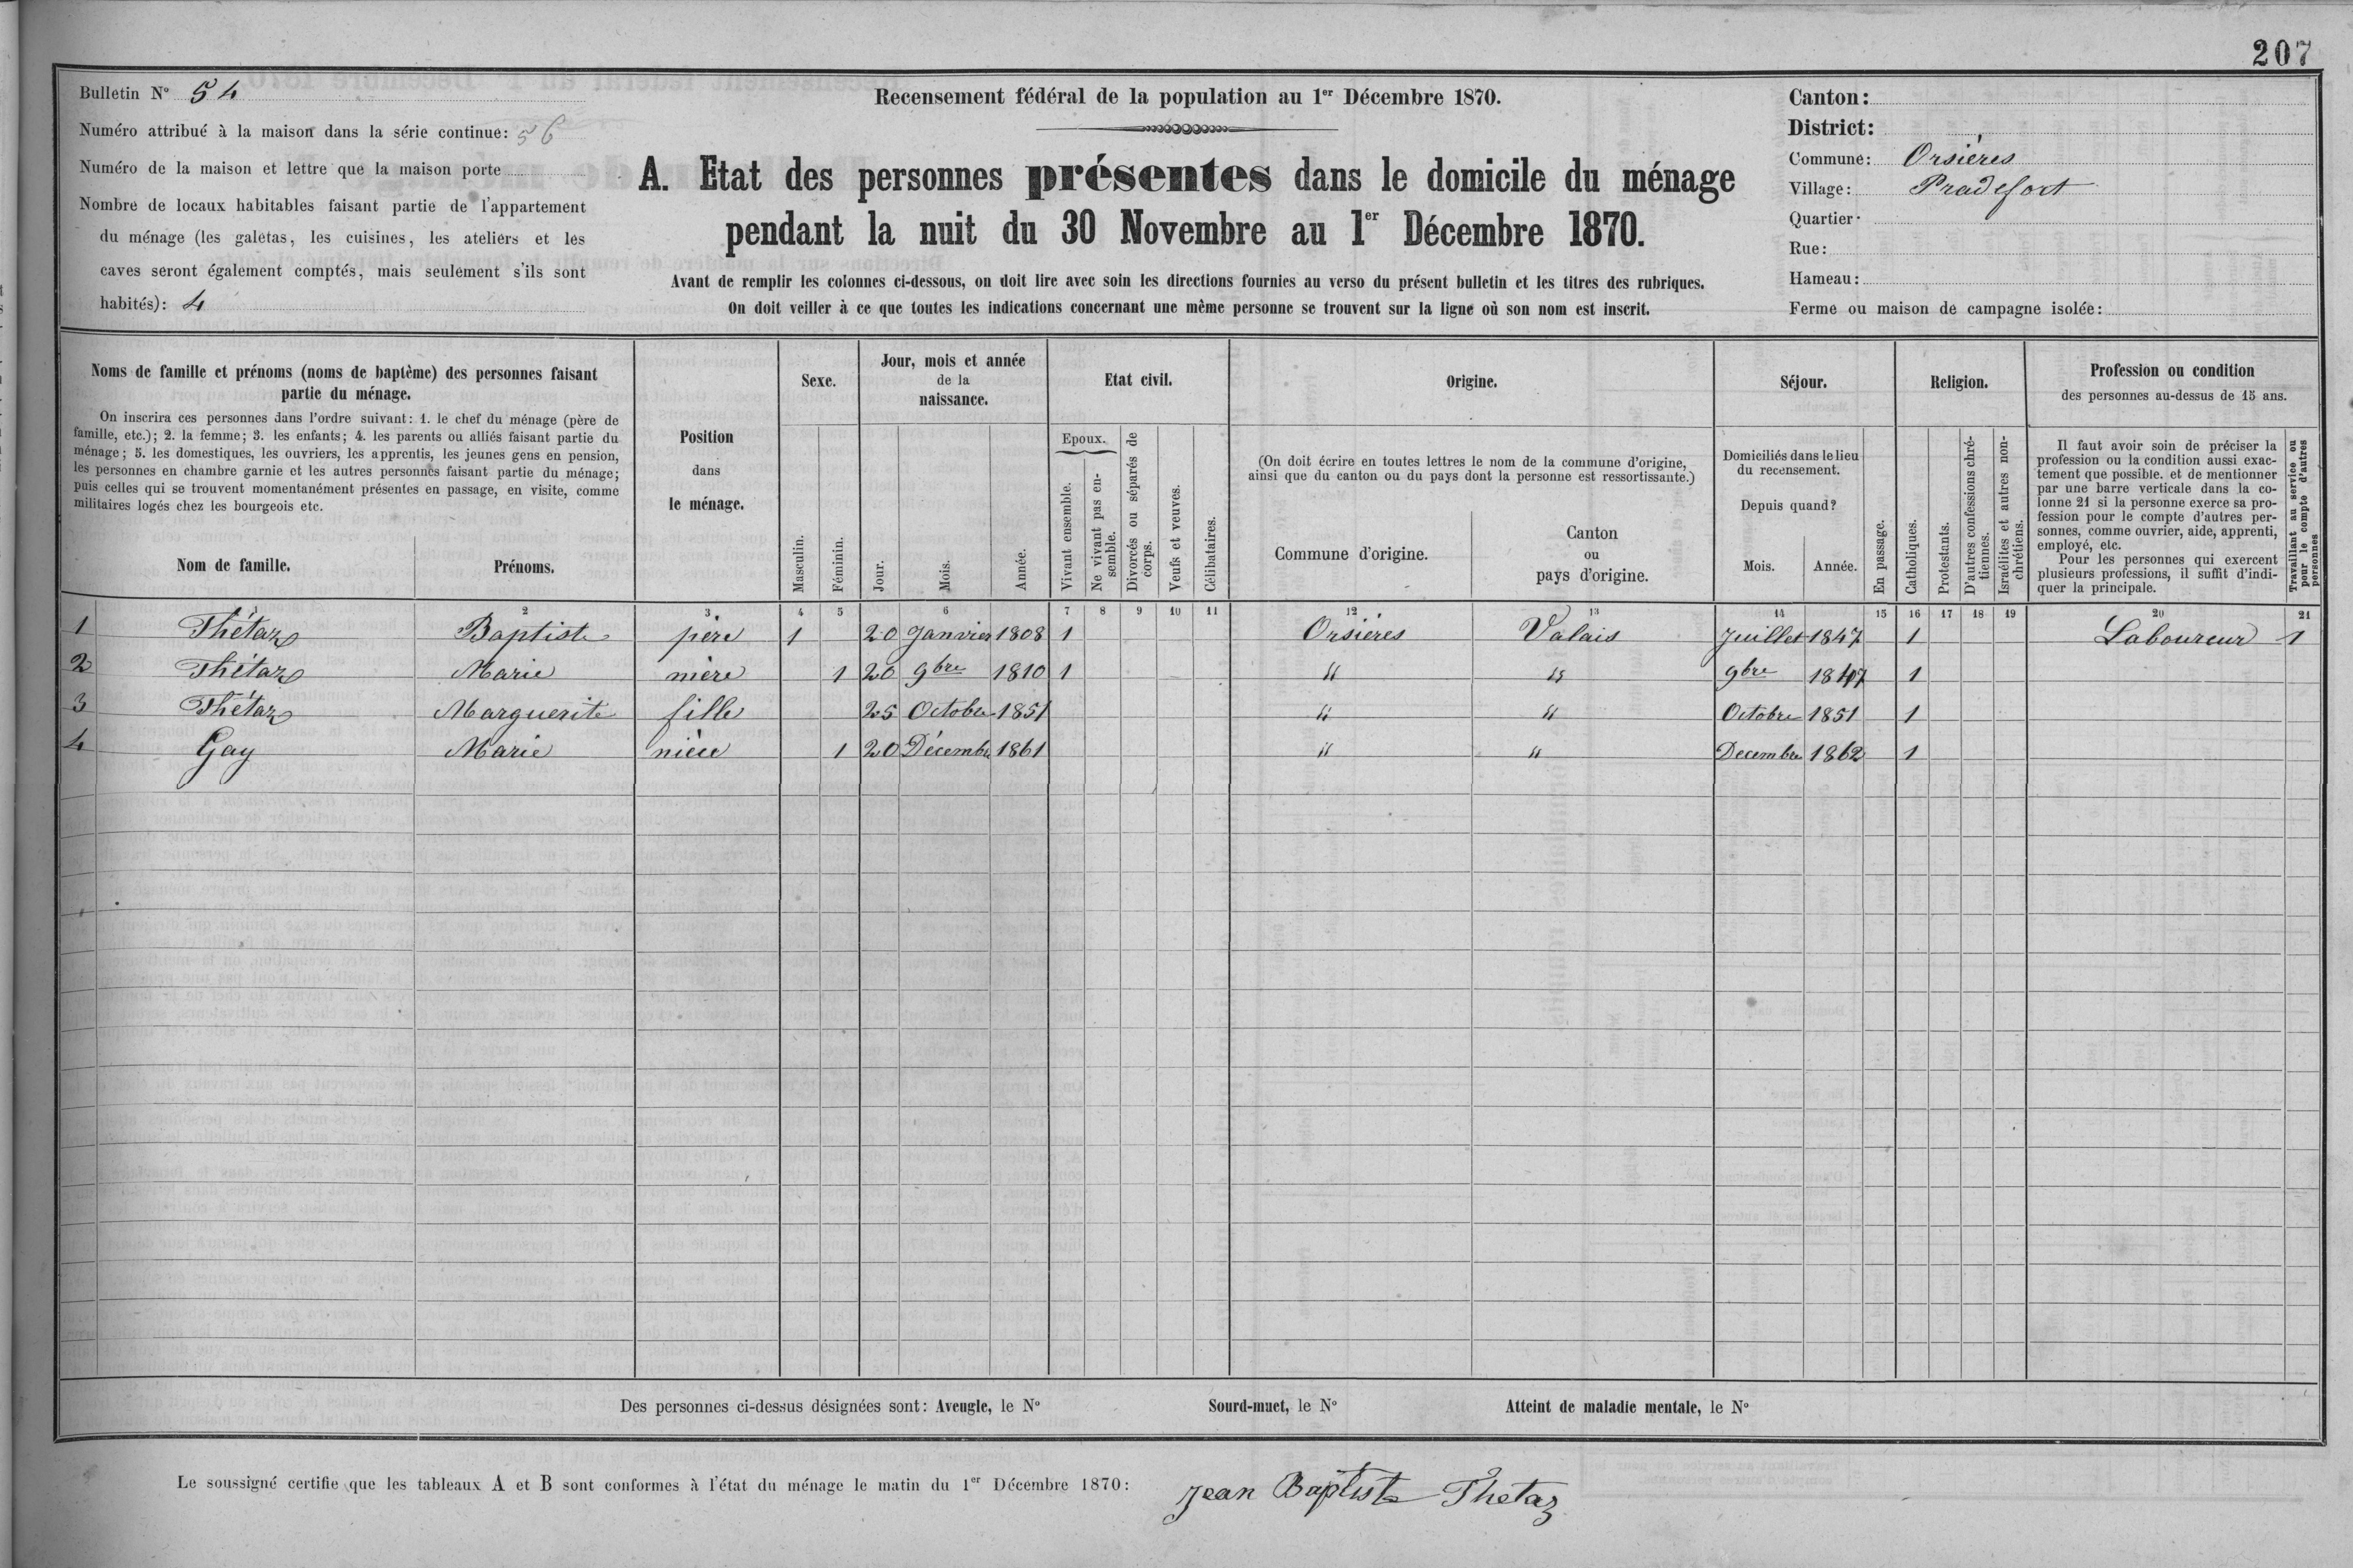 207
Bulletin N° 54
Numéro attribué à la maison dans la série continue: 56
Numéro de la maison et lettre que la maison porte
Nombre de locaux habitables faisant partie de l'appartement
du ménage (les galetas, les cuisines, les ateliers et les
caves seront également comptés, mais seulement s'ils sont
habités): 4
Recensement fédéral de la population au 1er Décembre 1870.
A. Etat des personnes présentes dans le domicile du ménage
pendant la nuit du 30 Novembre au 1er Décembre 1870.
Avant de remplir les colonnes ci-dessous, on doit lire avec soin les directions fournies au verso du présent bulletin et les titres des rubriques.
On doit veiller à ce que toutes les indications concernant une même personne se trouvent sur la ligne où son nom est inscrit.
Canton:
District:
Commune: Orsières
Village: Pradefort
Quartier
Rue:
Hameau:
Ferme ou maison de campagne isolée:
Noms de famille et prénoms (noms de baptème) des personnes faisant
partie du ménage.
On inscrira ces personnes dans l'ordre suivant: 1. le chef du ménage (père de
famille, etc.); 2. la femme; 3. les enfants; 4. les parents ou alliés faisant partie du
ménage; 5. les domestiques, les ouvriers, les apprentis, les jeunes gens en pension,
les personnes en chambre garnie et les autres personnes faisant partie du ménage;
puis celles qui se trouvent momentanément présentes en passage, en visite, comme
militaires logés chez les bourgeois etc.
Nom de famille.
Prénoms.
Position
dans
le ménage.
Sexe.
Masculin.
Féminin.
Jour, mois et année
de la
naissance.
Jour.
Mois.
Année.
Etat civil.
Epoux.
Vivant ensemble.
Ne vivant pas en-
semble.
Divorcés ou séparés de
corps.
Veufs et veuves.
Célibataires.
Origine.
(On doit écrire en toutes lettres le nom de la commune d'origine,
ainsi que du canton ou du pays dont la personne est ressortissante.)
Commune d'origine.
Canton
ou
pays d'origine.
Séjour.
Domiciliés dans le lieu
du recensement.
Depuis quand?
Mois.
Année.
En passage.
Religion.
Catholiques.
Protestants.
D'autres confessions chré-
tiennes.
Israélites et autres non-
chrétiens.
Profession ou condition
des personnes au-dessus de 15 ans.
Il faut avoir soin de préciser la
profession ou la condition aussi exac-
tement que possible. et de mentionner
par une barre verticale dans la co-
lonne 21 si la personne exerce sa pro-
fession pour le compte d'autres per-
sonnes, comme ouvrier, aide, apprenti,
employé, etc.
Pour les personnes qui exercent
plusieurs professions, il suffit d'indi-
quer la principale.
Travaillant au service ou
pour le compte d'autres
personnes
2 3 4 5 6 7 8 9 10 11 12 13 14 15 16 17 18 19 20 21
1 Thétaz Baptiste père 1 20 Janvier 1808 1 Orsières Valais Juillet 1847 1 Laboureur 1
2 Thétaz Marie mère 1 20 9bre 1810 1 " " 9bre 1847 1
3 Thétaz Marguerite fille 25 Octobre 1851 " " Octobre 1851 1
4 Gay Marie nièce 1 20 Décembre 1861 " " Decembre 1862 1
Des personnes ci-dessus désignées sont: Aveugle, le N° Sourd-muet, le N° Atteint de maladie mentale, le N°
Le soussigné certifie que les tableaux A et B sont conformes à l'état du ménage le matin du 1er Décembre 1870: Jean Baptiste Thetaz